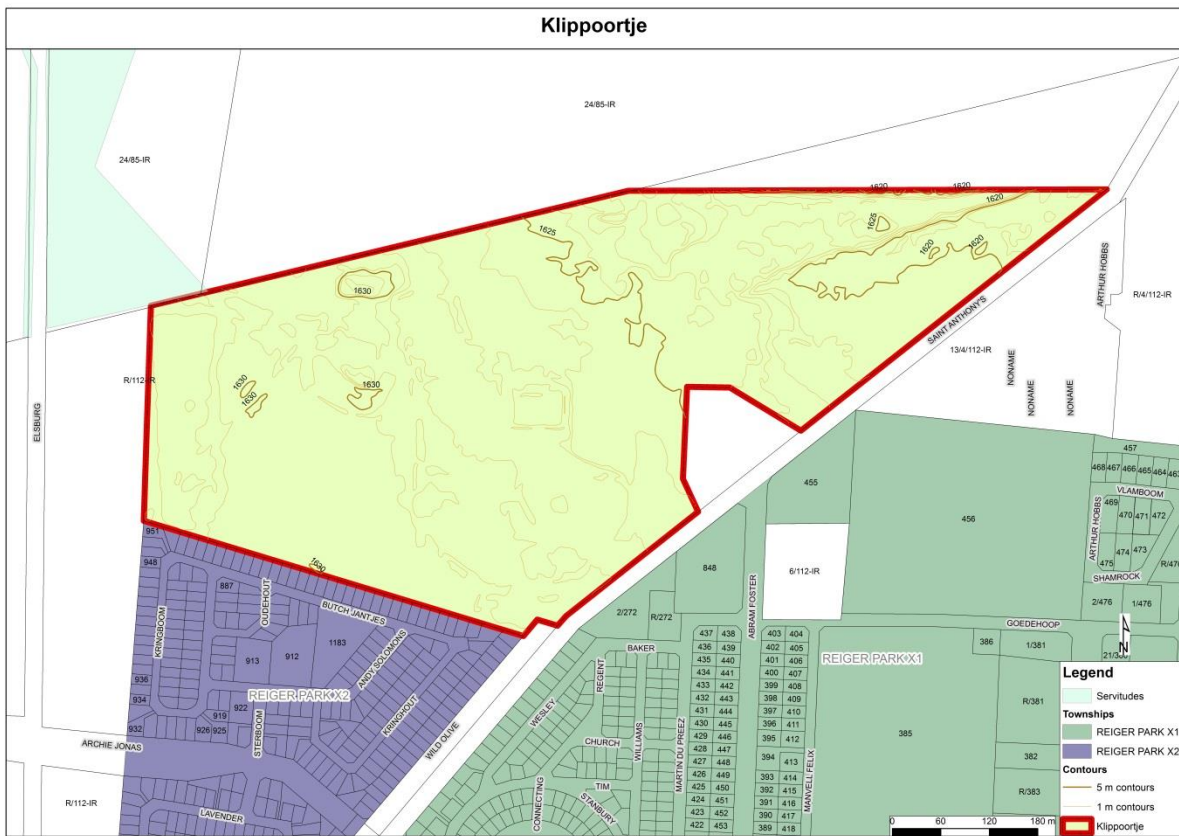 Klippoortje
24/85-IR
24/85-IR
1620
1620
1620
1625
1625
1620
1620
1630
1630
1630
1630
1630
R/112-IR
ELSBURG
SAINT ANTHONY'S
ARTHUR HOBBS
R/4/112-IR
13/4/112-IR
NONAME
NONAME
NONAME
457
468 467 466 465 464
VLAMBOOM
469
470 471 472
ARTHUR HOBBS
474 473
475
SHAMROCK
2/476 1/476
455
456
6/112-IR
848
ABRAM FOSTER
GOEDEHOOP
386
1/381
2/272
R/272
951
948
887
OUDEHOUT
BUTCH JANTJES
KRINGBOOM
1183
913
912
ANDY SOLOMONS
936
934
REIGER PARK X2
922
919
932
926 925
STERBOOM
KRINGHOUT
ARCHIE JONAS
WILD OLIVE
R/112-IR
LAVENDER
BAKER
REGENT
WESLEY
WILLIAMS
CHURCH
TIM
STANBURY
CONNECTING
MARTIN DU PREEZ
MANVELL FELIX
437 438
436 439
435 440
434 441
433 442
432 443
431 444
430 445
429 446
428 447
427 448
426 449
425 450
424 451
423 452
422 453
403 404
402 405
401 406
400 407
399 408
398 409
397 410
396 411
395 412
394 413
393 414
392 415
391 416
390 417
389 418
REIGER PARK X1
385
R/381
382
R/383
N
Legend
Servitudes
Townships
REIGER PARK X1
REIGER PARK X2
Contours
5 m contours
1 m contours
Klippoortje
0 60 120 180 m